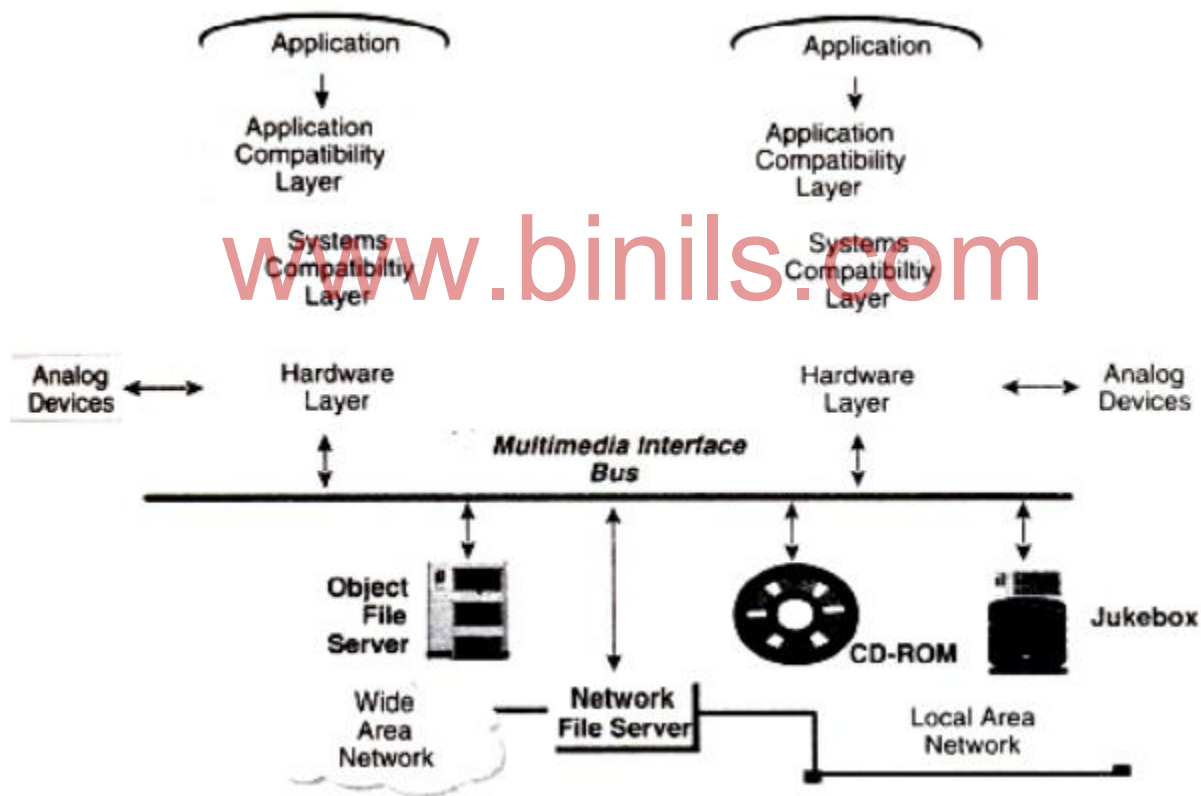 Application
Application
Application
Compatibility
Layer
Application
Compatibility
Layer
www.binils.com
Systems
Compatibiltiy
Layer
Systems
Compatibiltiy
Layer
Analog
Devices
Hardware
Layer
Hardware
Layer
Analog
Devices
Multimedia Interface
Bus
Object
File
Server
CD-ROM
Jukebox
Wide
Area
Network
Network
File Server
Local Area
Network